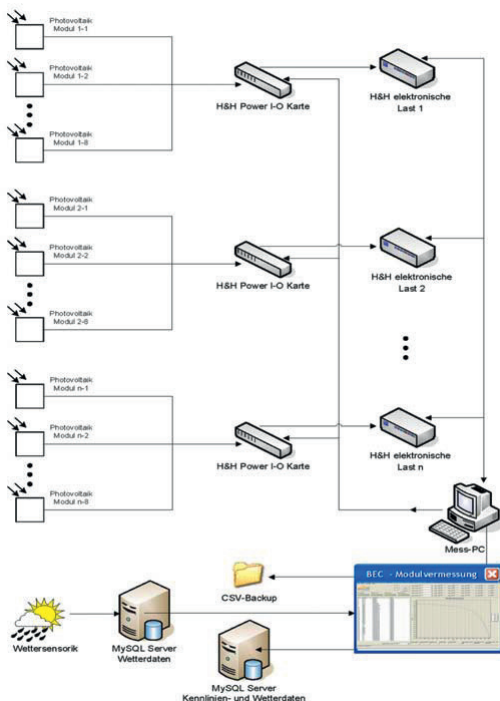 Photovoltaik
Modul 1-1
Photovoltaik
Modul 1-2
Photovoltaik
Modul 1-8
H&H Power I-O Karte
H&H elektronische
Last 1
Photovoltaik
Modul 2-1
Photovoltaik
Modul 2-2
Photovoltaik
Modul 2-8
H&H Power I-O Karte
H&H elektronische
Last 2
Photovoltaik
Modul n-1
Photovoltaik
Modul n-2
Photovoltaik
Modul n-8
H&H Power I-O Karte
H&H elektronische
Last n
Mess-PC
BEC - Modulvermessung
CSV-Backup
Wettersensorik
MySQL Server
Wetterdaten
MySQL Server
Kennlinien- und Wetterdaten